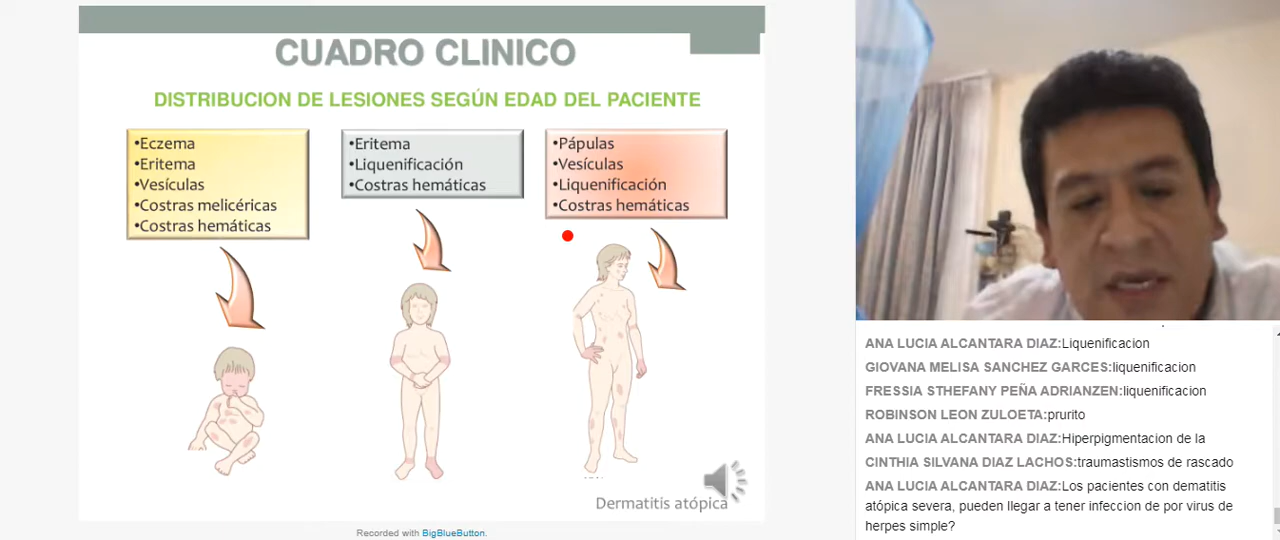 CUADRO CLINICO
DISTRIBUCION DE LESIONES SEGÚN EDAD DEL PACIENTE
•Eczema
•Eritema
•Vesículas
•Costras melicéricas
•Costras hemáticas
•Eritema
•Liquenificación
•Costras hemáticas
•Pápulas
•Vesículas
•Liquenificación
•Costras hemáticas
Dermatitis atópica
Recorded with BigBlueButton.
ANA LUCIA ALCANTARA DIAZ:Liquenificacion
GIOVANA MELISA SANCHEZ GARCES:liquenificacion
FRESSIA STHEFANY PEÑA ADRIANZEN:liquenificacion
ROBINSON LEON ZULOETA:prurito
ANA LUCIA ALCANTARA DIAZ:Hiperpigmentacion de la
CINTHIA SILVANA DIAZ LACHOS:traumastismos de rascado
ANA LUCIA ALCANTARA DIAZ:Los pacientes con dematitis
atópica severa, pueden llegar a tener infeccion de por virus de
herpes simple?